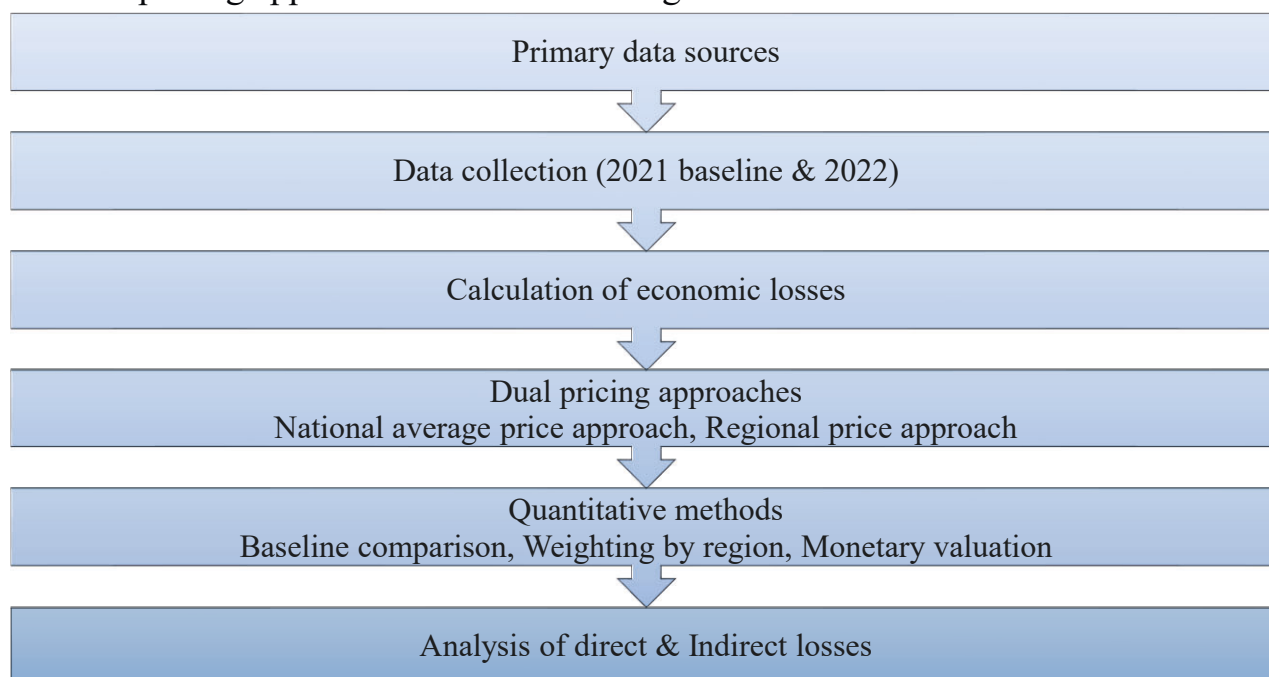 Primary data sources
Data collection (2021 baseline & 2022)
Calculation of economic losses
Dual pricing approaches
National average price approach, Regional price approach
Quantitative methods
Baseline comparison, Weighting by region, Monetary valuation
Analysis of direct & Indirect losses